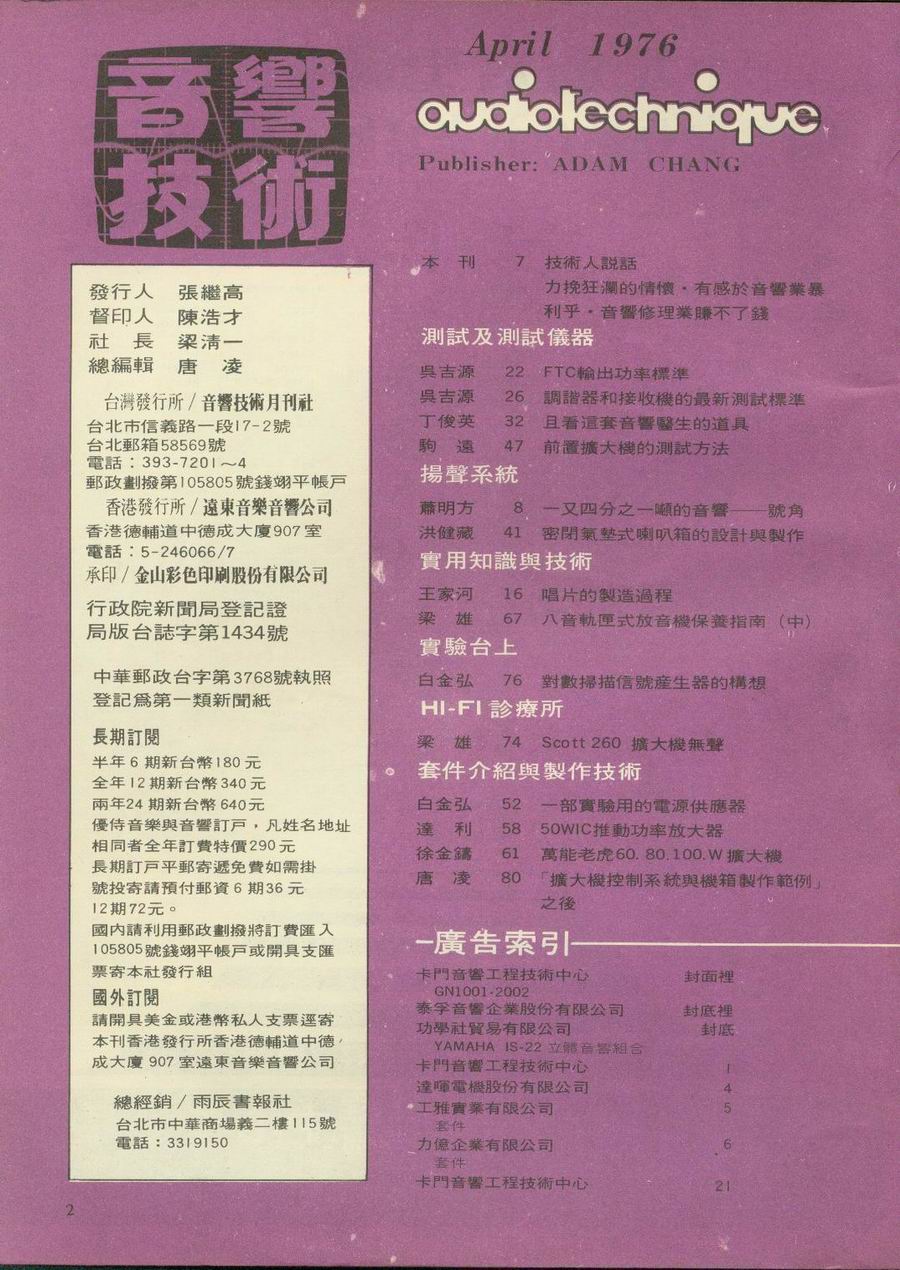 音響
技術
April 1976
audiotechnique
Publisher: ADAM CHANG
發行人 張繼高
督印人 陳浩才
社 長 梁淸一
總編輯 唐 凌
台灣發行所/音響技術月刊社
台北市信義路一段17-2號
台北郵箱58569號
電話：393-7201～4
郵政劃撥第105805號錢翊平帳戶
香港發行所/遠東音樂音響公司
香港德輔道中德成大廈907室
電話：5-246066/7
承印/金山彩色印刷股份有限公司
行政院新聞局登記證
局版台誌字第1434號
中華郵政台字第3768號執照
登記爲第一類新聞紙
長期訂閱
半年6期新台幣180元
全年12期新台幣340元
兩年24期新台幣640元
優待音樂與音響訂戶，凡姓名地址
相同者全年訂費特價290元
長期訂戶平郵寄遞免費如需掛
號投寄請預付郵資6期36元
12期72元。
國內請利用郵政劃撥將訂費匯入
105805號錢翊平帳戶或開具支匯
票寄本社發行組
國外訂閱
請開具美金或港幣私人支票逕寄
本刊香港發行所香港德輔道中德
成大廈907室遠東音樂音響公司
總經銷/雨辰書報社
台北市中華商場義二樓115號
電話：3319150
本 刊 7 技術人說話
力挽狂瀾的情懷・有感於音響業暴
利乎・音響修理業賺不了錢
測試及測試儀器
吳吉源 22 FTC輸出功率標準
吳吉源 26 調諧器和接收機的最新測試標準
丁俊英 32 且看這套音響醫生的道具
駒 遠 47 前置擴大機的測試方法
揚聲系統
蕭明方 8 一又四分之一噸的音響——號角
洪健藏 41 密閉氣墊式喇叭箱的設計與製作
實用知識與技術
王家河 16 唱片的製造過程
梁 雄 67 八音軌匣式放音機保養指南（中）
實驗台上
白金弘 76 對數掃描信號產生器的構想
HI-FI診療所
梁 雄 74 Scott 260 擴大機無聲
套件介紹與製作技術
白金弘 52 一部實驗用的電源供應器
達 利 58 50WIC推動功率放大器
徐金鑄 61 萬能老虎60. 80. 100. W擴大機
唐 凌 80 「擴大機控制系統與機箱製作範例」
之後
廣告索引
卡門音響工程技術中心 封面裡
GN1001-2002
泰孚音響企業股份有限公司 封底裡
功學社貿易有限公司 封底
YAMAHA IS-22 立體音響組合
卡門音響工程技術中心 1
達暉電機股份有限公司 4
工雅實業有限公司 5
套件
力億企業有限公司 6
套件
卡門音響工程技術中心 21
2